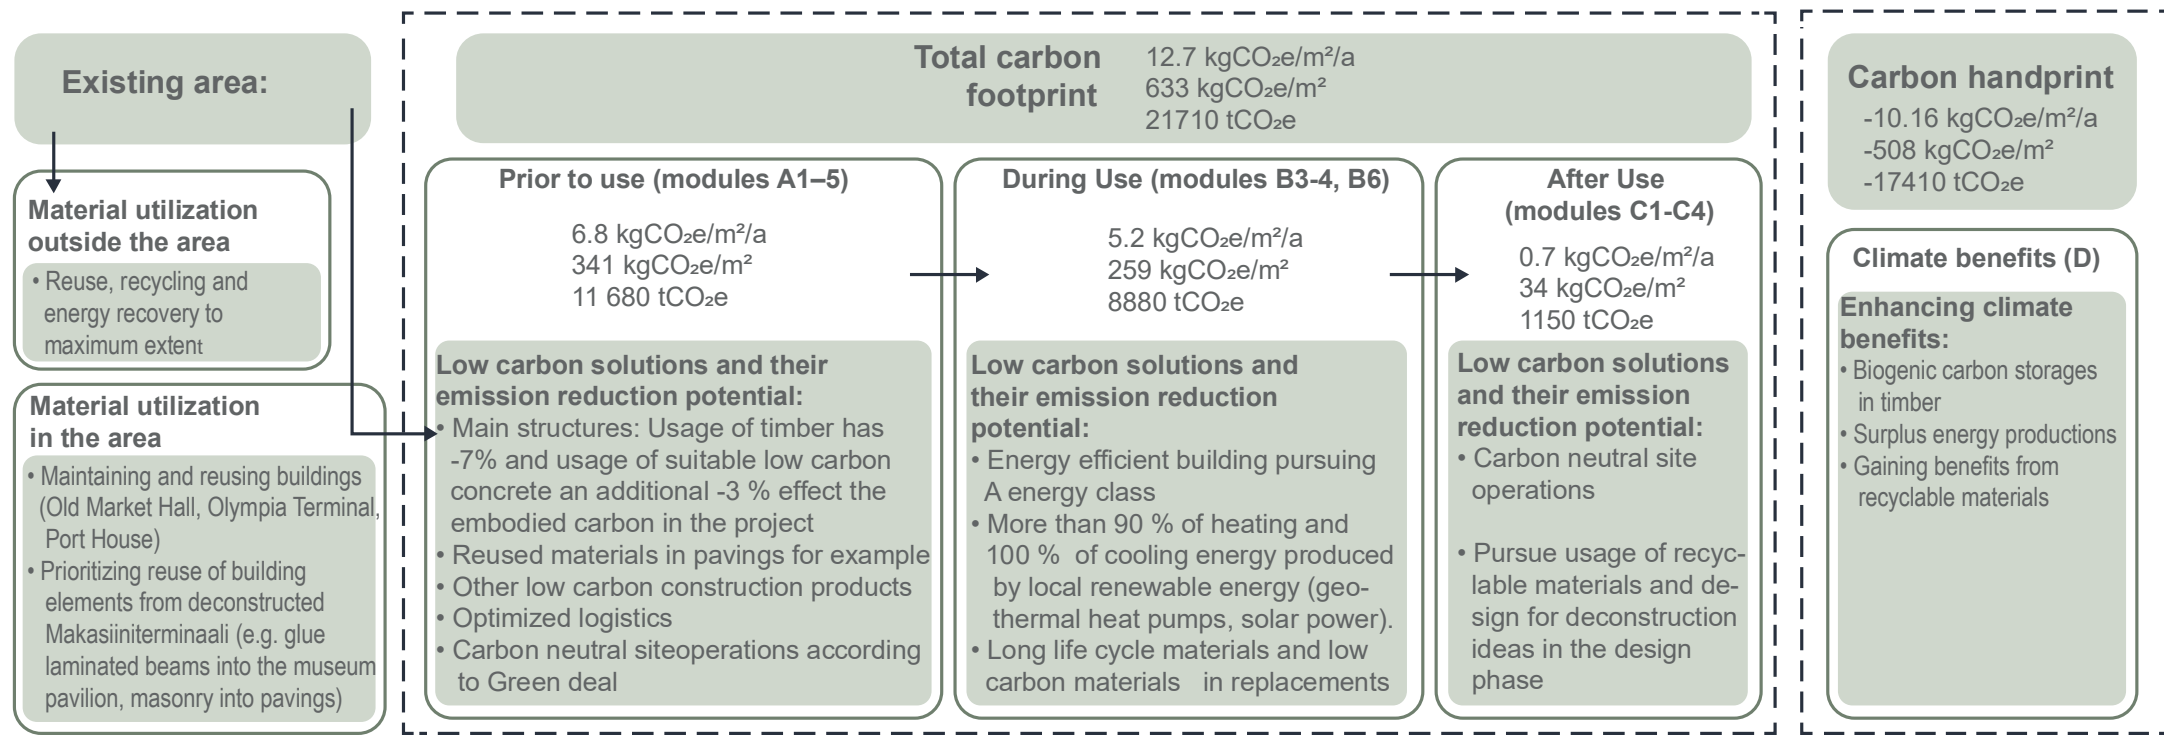 Existing area:
Material utilization
outside the area
• Reuse, recycling and
energy recovery to
maximum extent
Material utilization
in the area
• Maintaining and reusing buildings
(Old Market Hall, Olympia Terminal,
Port House)
• Prioritizing reuse of building
elements from deconstructed
Makasiiniterminaali (e.g. glue
laminated beams into the museum
pavilion, masonry into pavings)
Total carbon
footprint
12.7 kgCO₂e/m²/a
633 kgCO₂e/m²
21710 tCO₂e
Prior to use (modules A1–5)
6.8 kgCO₂e/m²/a
341 kgCO₂e/m²
11 680 tCO₂e
Low carbon solutions and their
emission reduction potential:
• Main structures: Usage of timber has
-7% and usage of suitable low carbon
concrete an additional -3 % effect the
embodied carbon in the project
• Reused materials in pavings for example
• Other low carbon construction products
• Optimized logistics
• Carbon neutral siteoperations according
to Green deal
During Use (modules B3-4, B6)
5.2 kgCO₂e/m²/a
259 kgCO₂e/m²
8880 tCO₂e
Low carbon solutions and
their emission reduction
potential:
• Energy efficient building pursuing
A energy class
• More than 90 % of heating and
100 % of cooling energy produced
by local renewable energy (geo-
thermal heat pumps, solar power).
• Long life cycle materials and low
carbon materials in replacements
After Use
(modules C1-C4)
0.7 kgCO₂e/m²/a
34 kgCO₂e/m²
1150 tCO₂e
Low carbon solutions
and their emission
reduction potential:
• Carbon neutral site
operations
• Pursue usage of recyc-
lable materials and de-
sign for deconstruction
ideas in the design
phase
Carbon handprint
-10.16 kgCO₂e/m²/a
-508 kgCO₂e/m²
-17410 tCO₂e
Climate benefits (D)
Enhancing climate
benefits:
• Biogenic carbon storages
in timber
• Surplus energy productions
• Gaining benefits from
recyclable materials